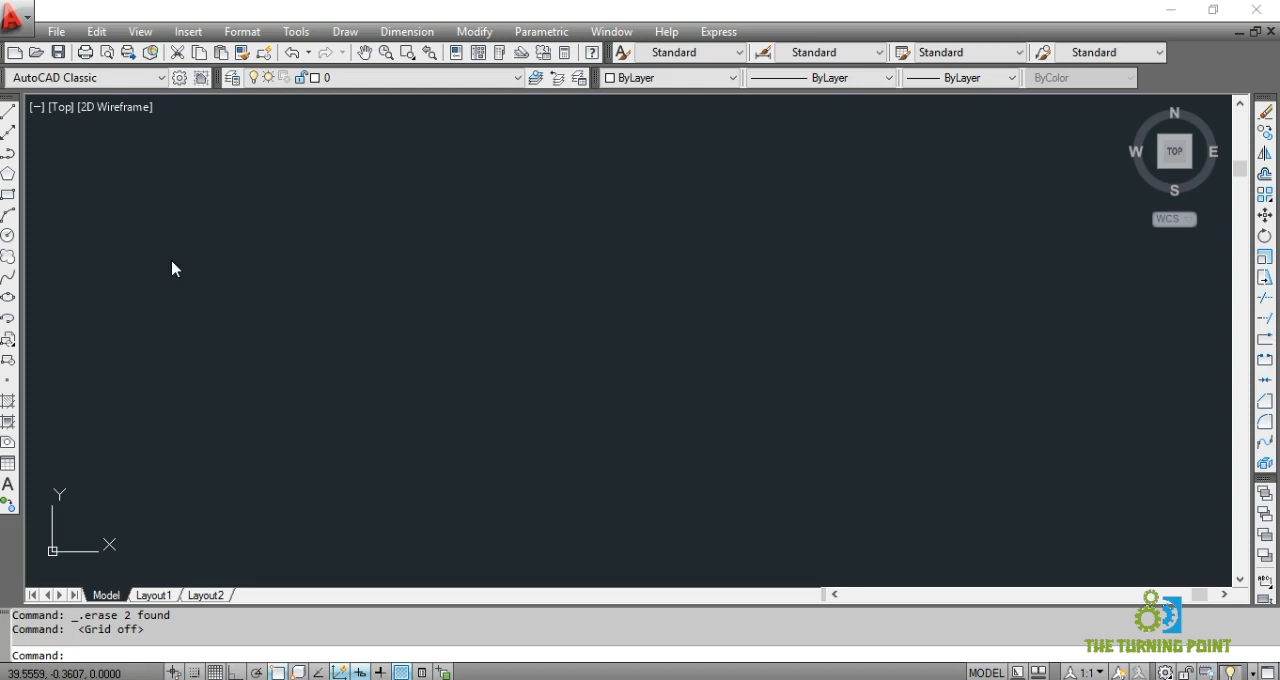 File Edit View Insert Format Tools Draw Dimension Modify Parametric Window Help Express
Standard Standard Standard Standard
AutoCAD Classic 0 ByLayer ByLayer ByLayer ByColor
[−] [Top] [2D Wireframe]
N
W TOP E
S
WCS
Y
X
A
Model Layout1 Layout2
Command: _.erase 2 found
Command: <Grid off>
THE TURNING POINT
Command:
39.5559, -0.3607, 0.0000 MODEL 1:1